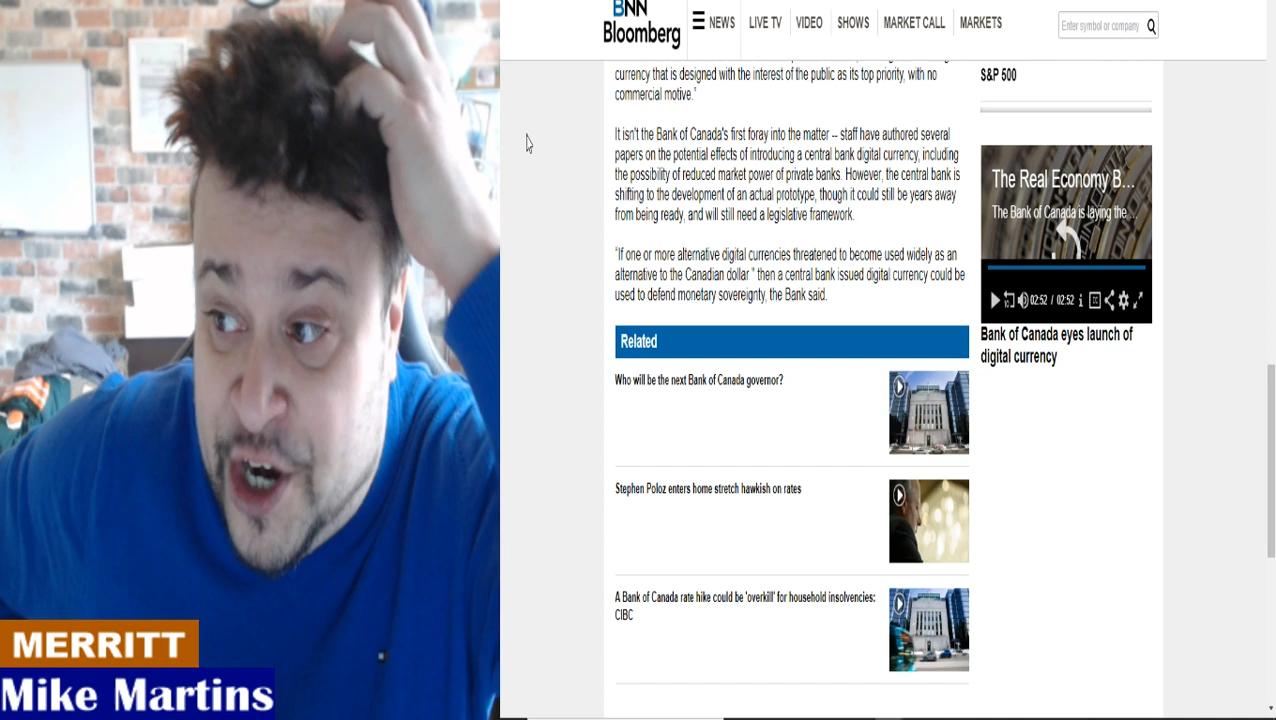 BNN
Bloomberg
NEWS
LIVE TV
VIDEO
SHOWS
MARKET CALL
MARKETS
Enter symbol or company
currency that is designed with the interest of the public as its top priority, with no
commercial motive."
It isn't the Bank of Canada's first foray into the matter -- staff have authored several
papers on the potential effects of introducing a central bank digital currency, including
the possibility of reduced market power of private banks. However, the central bank is
shifting to the development of an actual prototype, though it could still be years away
from being ready, and will still need a legislative framework.
"If one or more alternative digital currencies threatened to become used widely as an
alternative to the Canadian dollar " then a central bank issued digital currency could be
used to defend monetary sovereignty, the Bank said.
Related
Who will be the next Bank of Canada governor?
Stephen Poloz enters home stretch hawkish on rates
A Bank of Canada rate hike could be 'overkill' for household insolvencies:
CIBC
S&P 500
The Real Economy B...
The Bank of Canada is laying the...
02:52 / 02:52
Bank of Canada eyes launch of
digital currency
MERRITT
Mike Martins